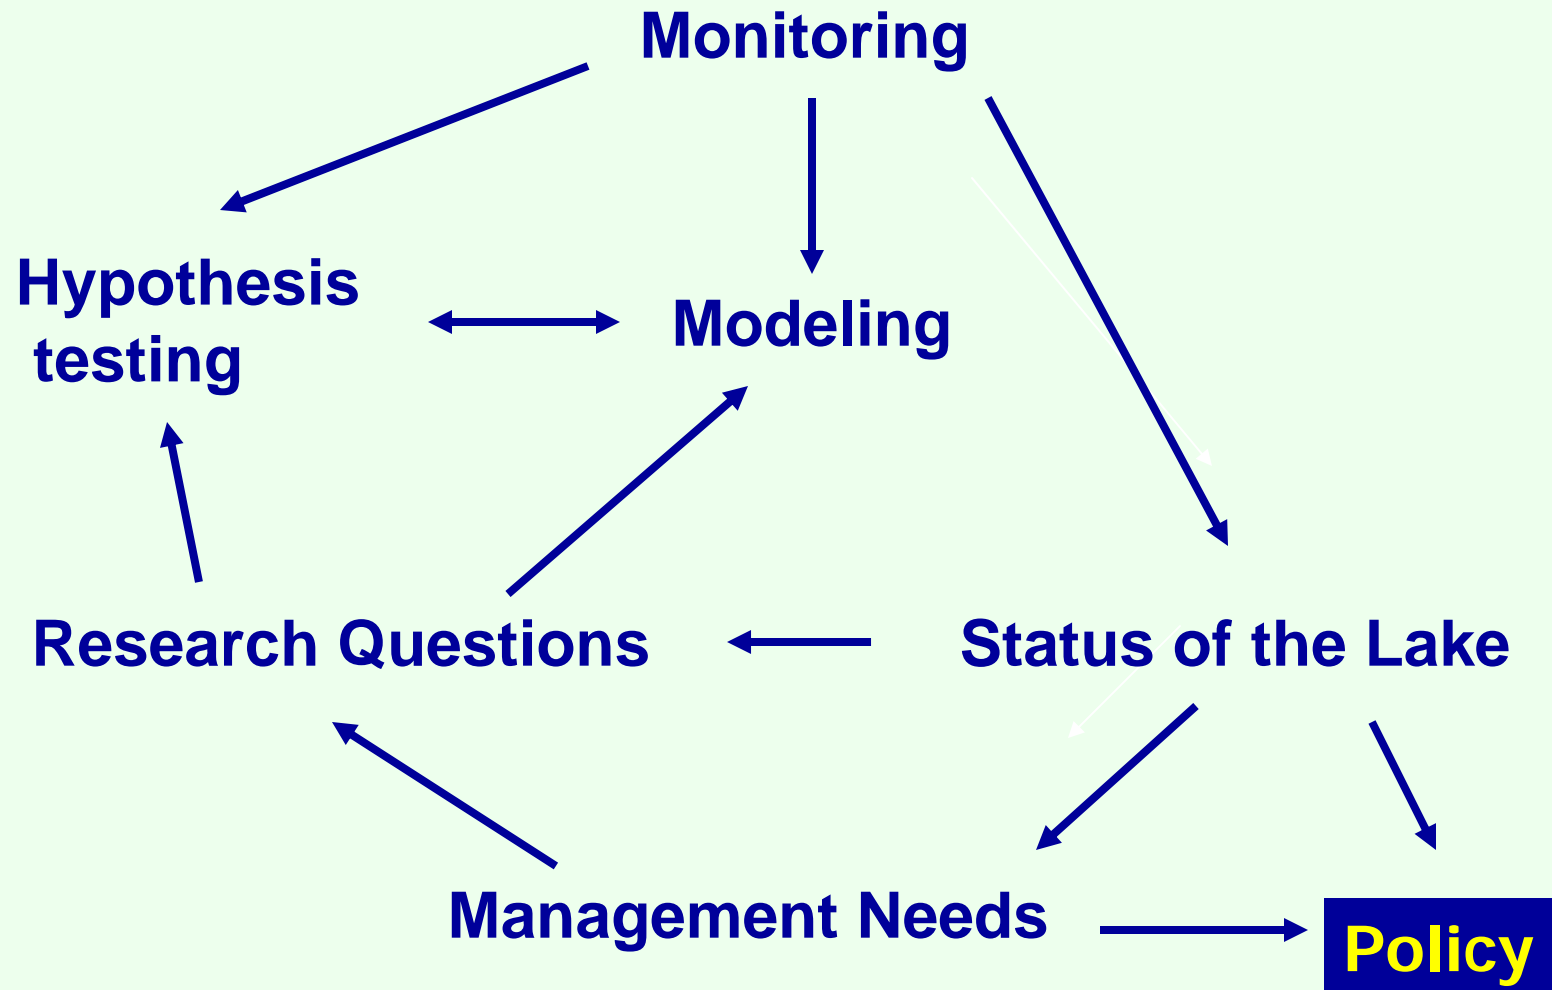 Monitoring
Hypothesis
testing
Modeling
Research Questions
Status of the Lake
Management Needs
Policy